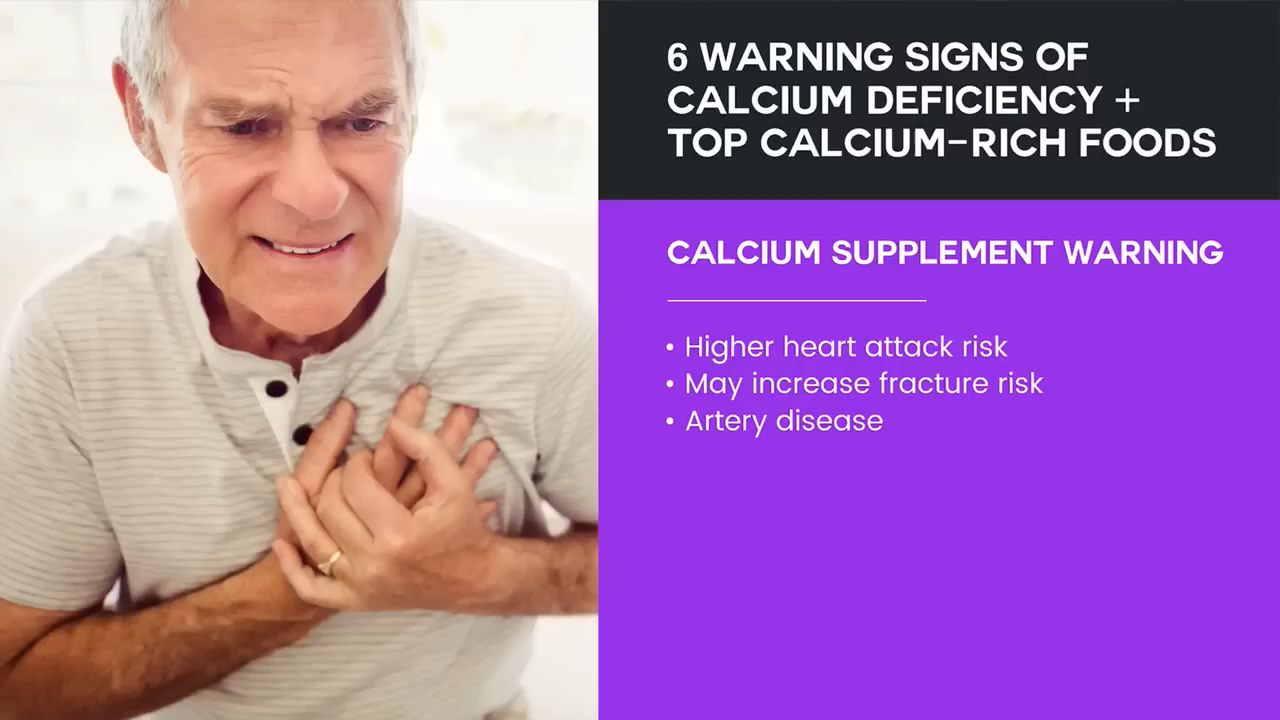 6 WARNING SIGNS OF
CALCIUM DEFICIENCY +
TOP CALCIUM-RICH FOODS
CALCIUM SUPPLEMENT WARNING
• Higher heart attack risk
• May increase fracture risk
• Artery disease